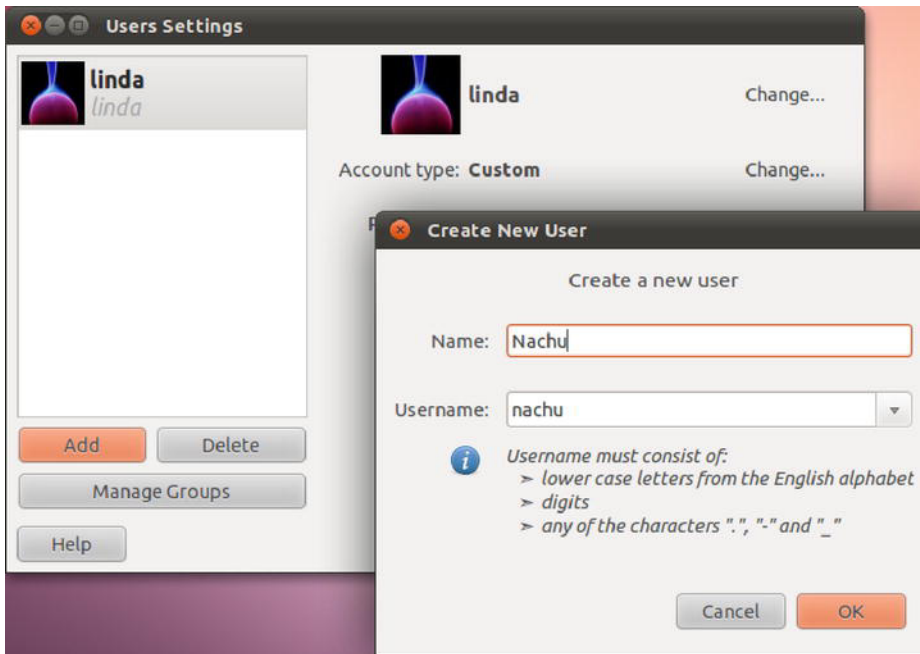 Users Settings
linda
linda
linda
Change...
Account type: Custom
Change...
Create New User
Create a new user
Name: Nachu
Username: nachu
Username must consist of:
➢ lower case letters from the English alphabet
➢ digits
➢ any of the characters ".", "-" and "_"
Cancel
OK
Add
Delete
Manage Groups
Help